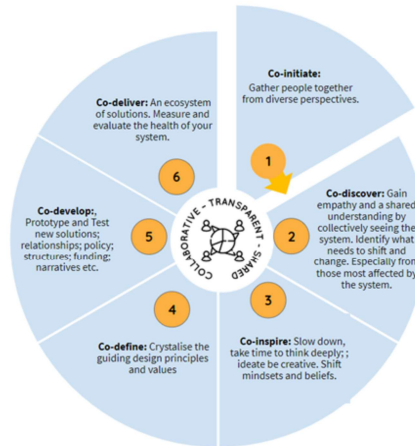 Co-initiate:
Gather people together
from diverse perspectives.
1
Co-discover: Gain
empathy and a shared
understanding by
collectively seeing the
system. Identify what
needs to shift and
change. Especially from
those most affected by
the system.
2
Co-inspire: Slow down,
take time to think deeply; ;
ideate be creative. Shift
mindsets and beliefs.
3
Co-define: Crystalise the
guiding design principles
and values
4
Co-develop:,
Prototype and Test
new solutions;
relationships; policy;
structures; funding;
narratives etc.
5
Co-deliver: An ecosystem
of solutions. Measure and
evaluate the health of your
system.
6
COLLABORATIVE - TRANSPARENT - SHARED